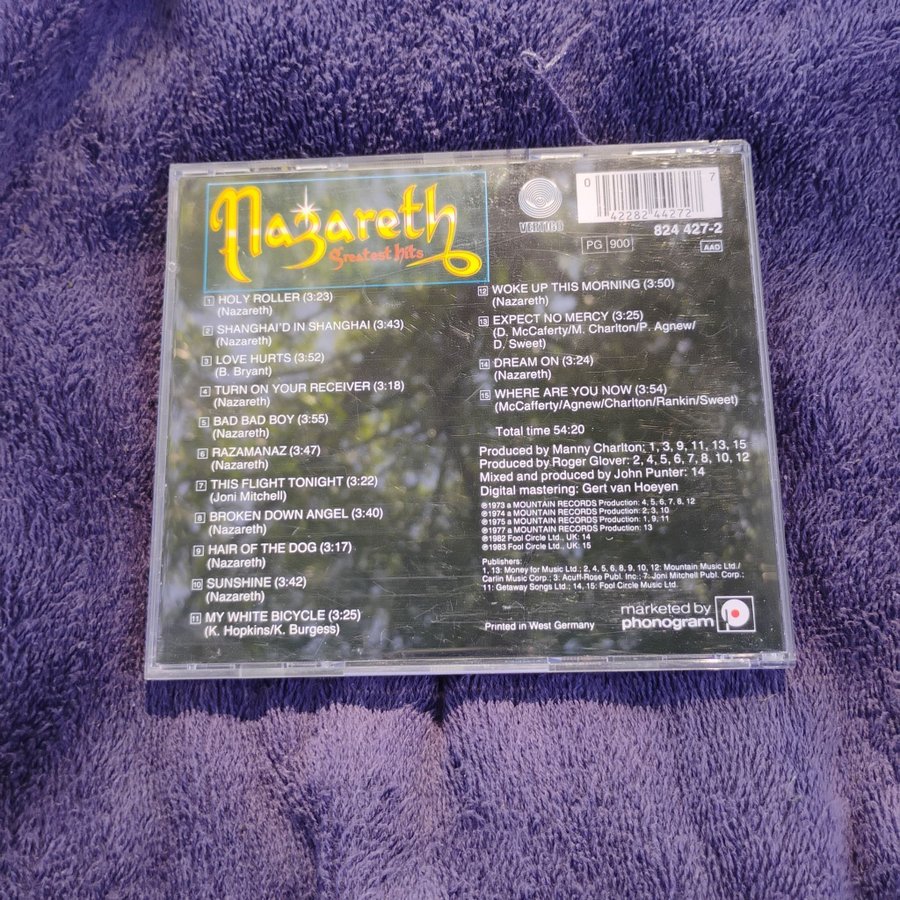 Nazareth
Greatest Hits
VERTIGO
0 42282 44272 7
824 427-2
PG 900
AAD
1 HOLY ROLLER (3:23)
(Nazareth)
2 SHANGHAI'D IN SHANGHAI (3:43)
(Nazareth)
3 LOVE HURTS (3:52)
(B. Bryant)
4 TURN ON YOUR RECEIVER (3:18)
(Nazareth)
5 BAD BAD BOY (3:55)
(Nazareth)
6 RAZAMANAZ (3:47)
(Nazareth)
7 THIS FLIGHT TONIGHT (3:22)
(Joni Mitchell)
8 BROKEN DOWN ANGEL (3:40)
(Nazareth)
9 HAIR OF THE DOG (3:17)
(Nazareth)
10 SUNSHINE (3:42)
(Nazareth)
11 MY WHITE BICYCLE (3:25)
(K. Hopkins/K. Burgess)
12 WOKE UP THIS MORNING (3:50)
(Nazareth)
13 EXPECT NO MERCY (3:25)
(D. McCaferty/M. Charlton/P. Agnew/
D. Sweet)
14 DREAM ON (3:24)
(Nazareth)
15 WHERE ARE YOU NOW (3:54)
(McCafferty/Agnew/Charlton/Rankin/Sweet)
Total time 54:20
Produced by Manny Charlton: 1, 3, 9, 11, 13, 15
Produced by Roger Glover: 2, 4, 5, 6, 7, 8, 10, 12
Mixed and produced by John Punter: 14
Digital mastering: Gert van Hoeyen
℗ 1973 a MOUNTAIN RECORDS Production: 4, 5, 6, 7, 8, 12
℗ 1974 a MOUNTAIN RECORDS Production: 2, 3, 10
℗ 1975 a MOUNTAIN RECORDS Production: 1, 9, 11
℗ 1977 a MOUNTAIN RECORDS Production: 13
℗ 1982 Fool Circle Ltd., UK: 14
℗ 1983 Fool Circle Ltd., UK: 15
Publishers:
1, 13: Money for Music Ltd.; 2, 4, 5, 6, 8, 9, 10, 12: Mountain Music Ltd./
Carlin Music Corp.; 3: Acuff-Rose Publ. Inc.; 7: Joni Mitchell Publ. Corp.;
11: Getaway Songs Ltd.; 14, 15: Fool Circle Music Ltd.
Printed in West Germany
marketed by
phonogram